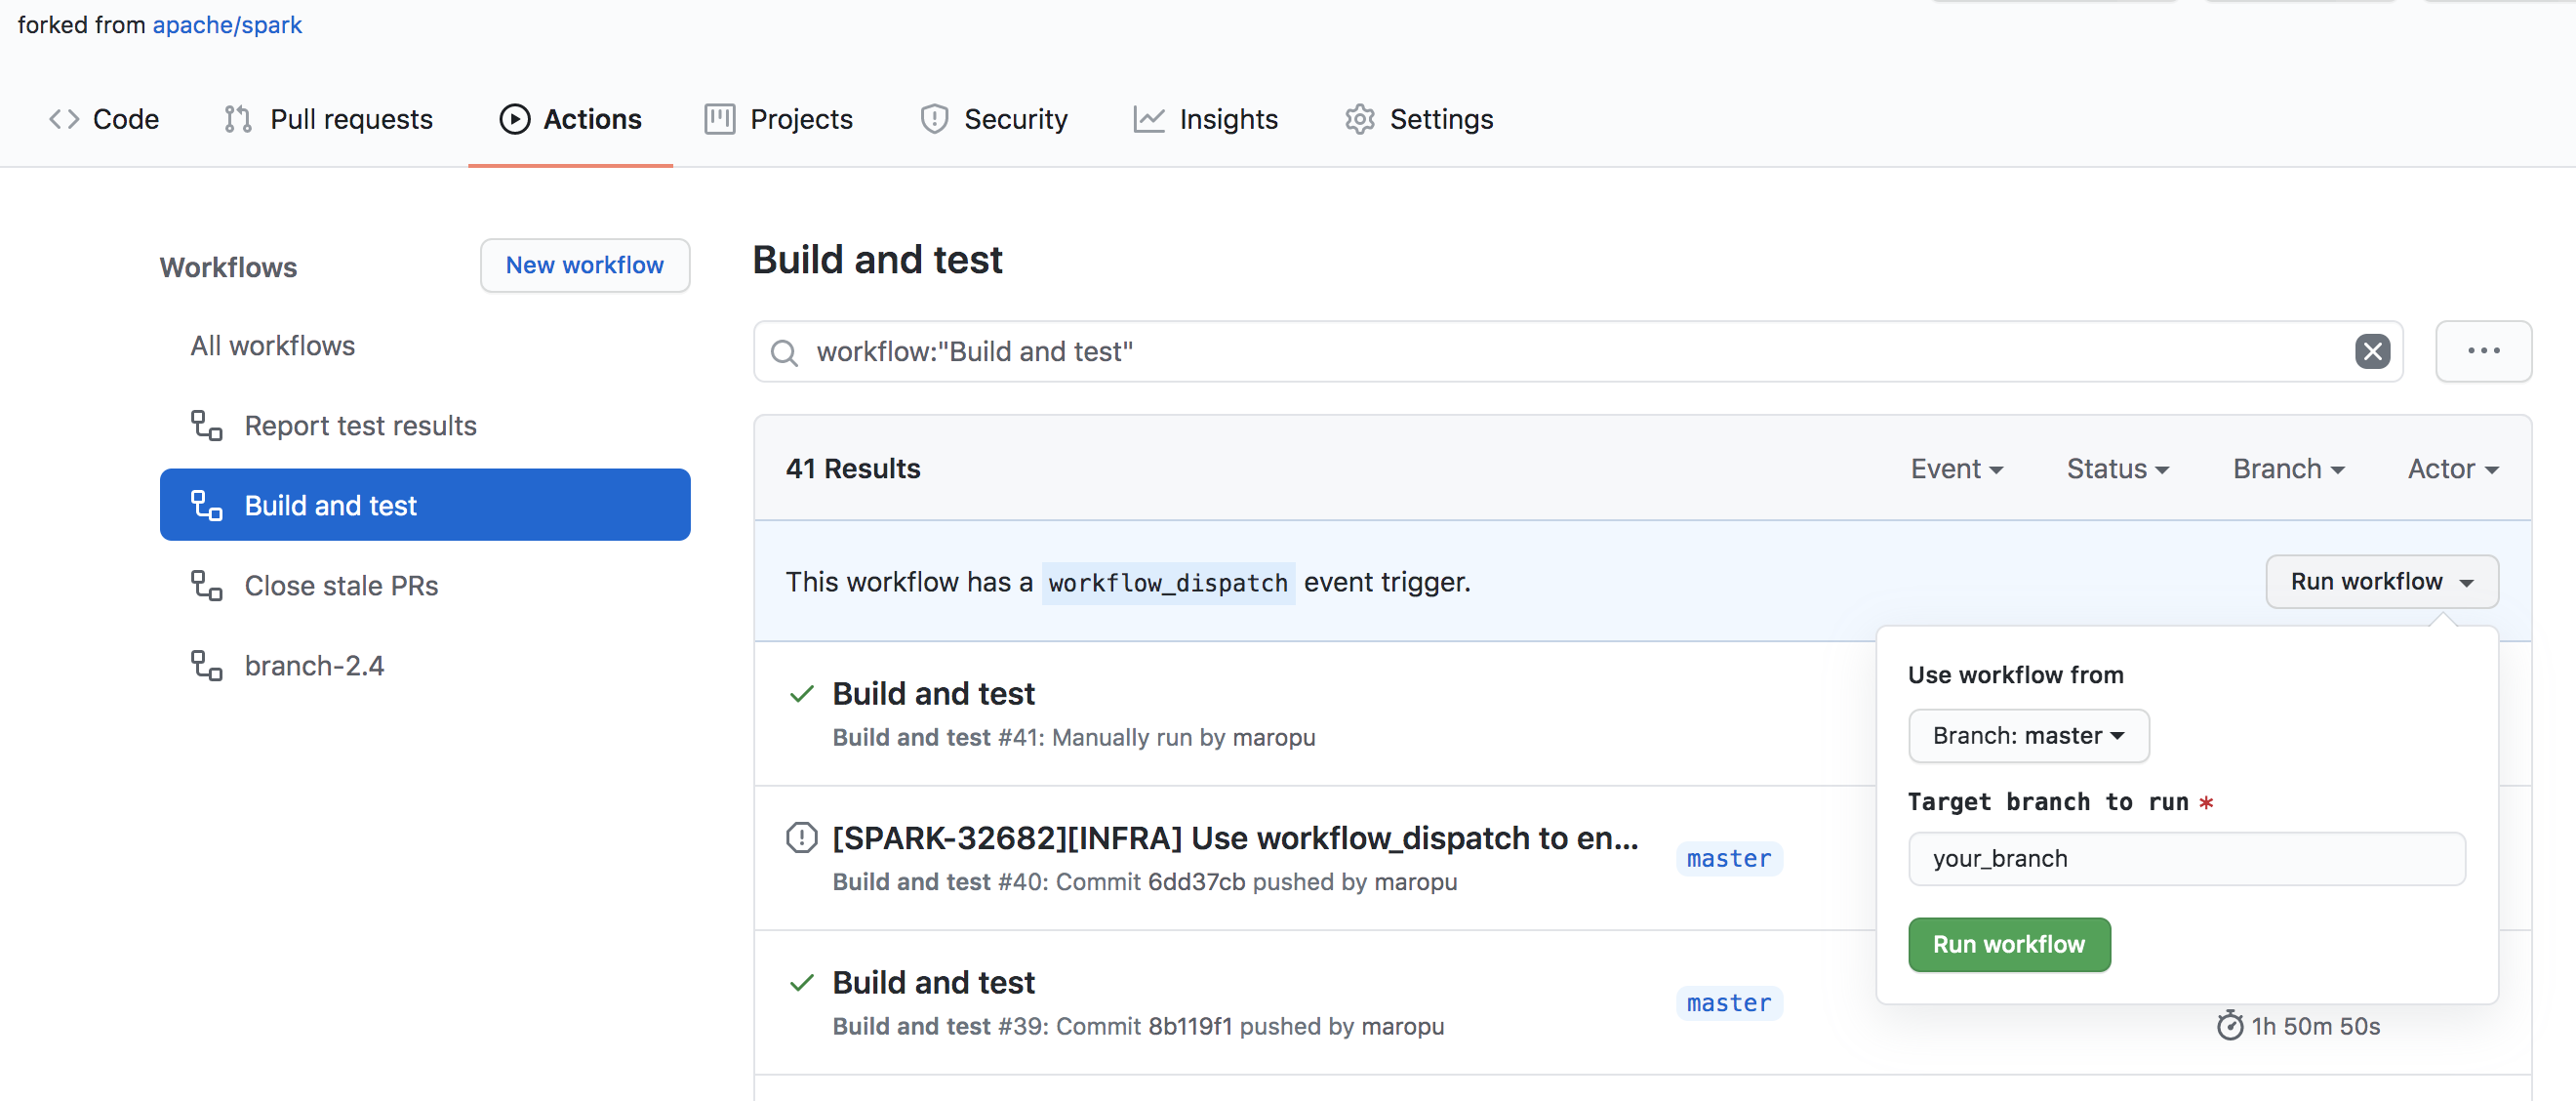 forked from apache/spark
Code Pull requests Actions Projects Security Insights Settings
Workflows
New workflow
All workflows
Report test results
Build and test
Close stale PRs
branch-2.4
Build and test
workflow:"Build and test"
41 Results
Event Status Branch Actor
This workflow has a workflow_dispatch event trigger.
Run workflow
Build and test
Build and test #41: Manually run by maropu
[SPARK-32682][INFRA] Use workflow_dispatch to en...
master
Build and test #40: Commit 6dd37cb pushed by maropu
Build and test
master
Build and test #39: Commit 8b119f1 pushed by maropu
1h 50m 50s
Use workflow from
Branch: master
Target branch to run *
your_branch
Run workflow